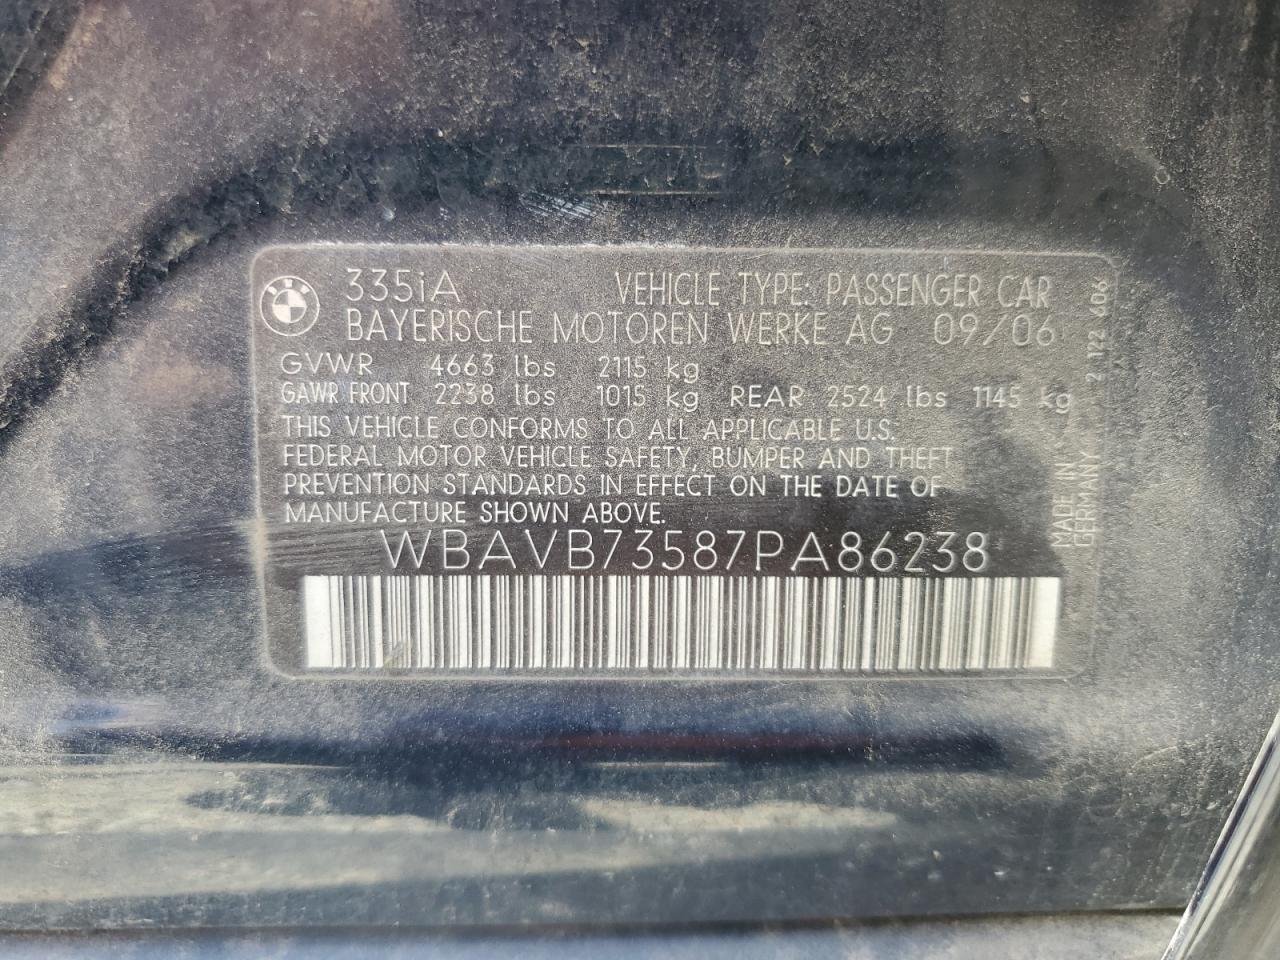 335iA VEHICLE TYPE: PASSENGER CAR
BAYERISCHE MOTOREN WERKE AG 09/06
GVWR 4663 lbs 2115 kg
GAWR FRONT 2238 lbs 1015 kg REAR 2524 lbs 1145 kg
THIS VEHICLE CONFORMS TO ALL APPLICABLE U.S.
FEDERAL MOTOR VEHICLE SAFETY, BUMPER AND THEFT
PREVENTION STANDARDS IN EFFECT ON THE DATE OF
MANUFACTURE SHOWN ABOVE.
WBAVB73587PA86238
MADE IN
GERMANY
2 122 606